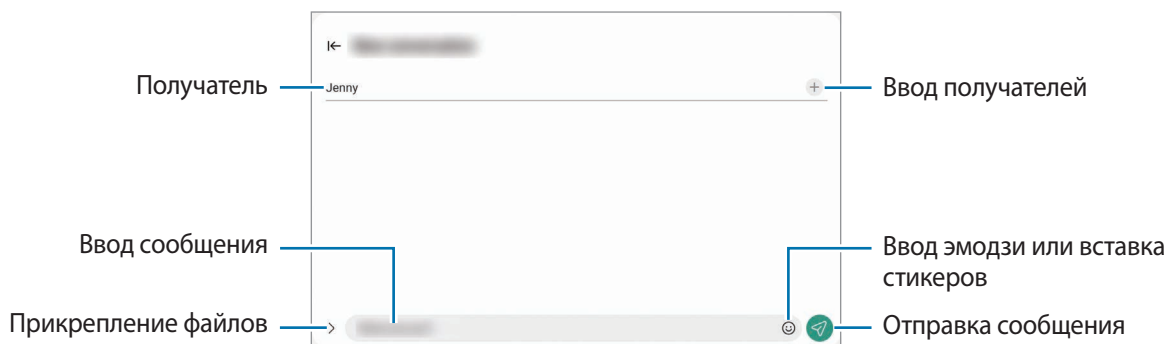 Получатель
Jenny
Ввод получателей
Ввод сообщения
Ввод эмодзи или вставка
стикеров
Прикрепление файлов
Отправка сообщения